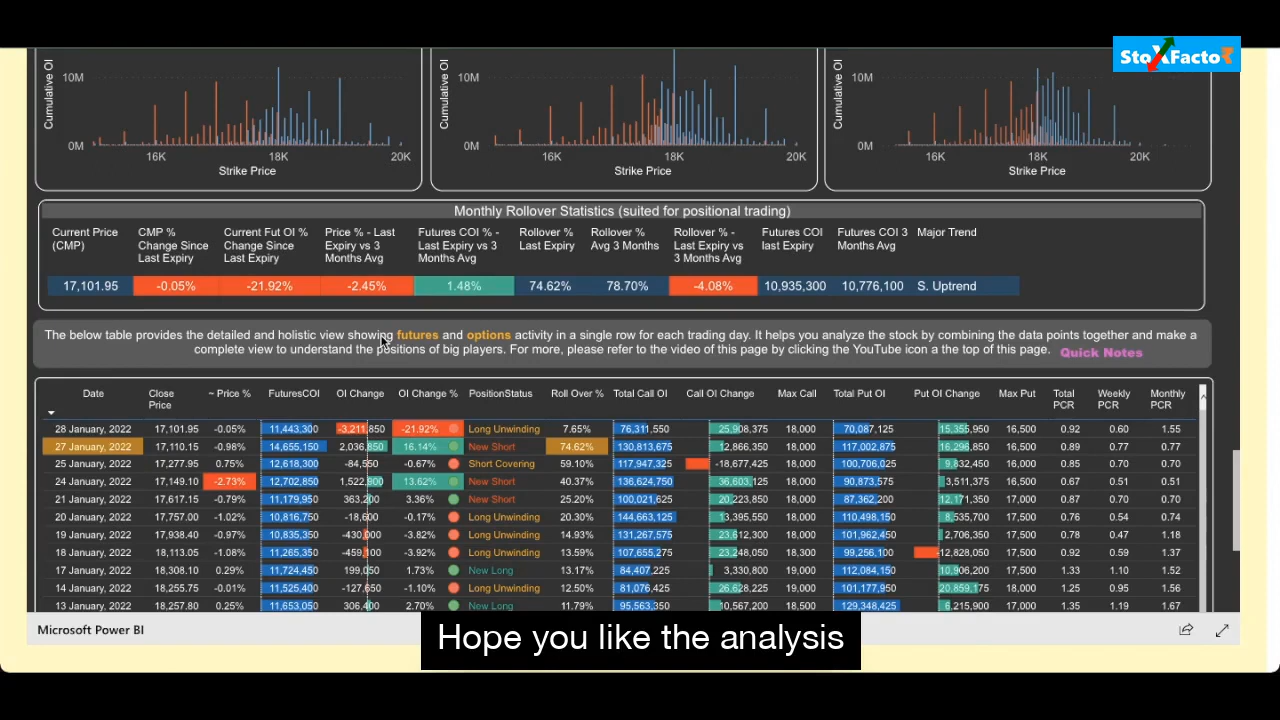 StoXFactor
Cumulative OI
10M
0M
16K
18K
20K
Strike Price
Cumulative OI
10M
0M
16K
18K
20K
Strike Price
Cumulative OI
10M
0M
16K
18K
20K
Strike Price
Monthly Rollover Statistics (suited for positional trading)
Current Price (CMP) CMP % Change Since Last Expiry Current Fut OI % Change Since Last Expiry Price % - Last Expiry vs 3 Months Avg Futures COI % - Last Expiry vs 3 Months Avg Rollover % Last Expiry Rollover % Avg 3 Months Rollover % - Last Expiry vs 3 Months Avg Futures COI last Expiry Futures COI 3 Months Avg Major Trend
17,101.95 -0.05% -21.92% -2.45% 1.48% 74.62% 78.70% -4.08% 10,935,300 10,776,100 S. Uptrend
The below table provides the detailed and holistic view showing futures and options activity in a single row for each trading day. It helps you analyze the stock by combining the data points together and make a
complete view to understand the positions of big players. For more, please refer to the video of this page by clicking the YouTube icon a the top of this page. Quick Notes
Date Close Price ~ Price % FuturesCOI OI Change OI Change % PositionStatus Roll Over % Total Call OI Call OI Change Max Call Total Put OI Put OI Change Max Put Total PCR Weekly PCR Monthly PCR
28 January, 2022 17,101.95 -0.05% 11,443,300 -3,211,850 -21.92% Long Unwinding 7.65% 76,311,550 25,908,375 18,000 70,087,125 15,355,950 16,500 0.92 0.60 1.55
27 January, 2022 17,110.15 -0.98% 14,655,150 2,036,850 16.14% New Short 74.62% 130,813,675 12,866,350 18,000 117,002,875 16,296,850 16,500 0.89 0.77 0.77
25 January, 2022 17,277.95 0.75% 12,618,300 -84,550 -0.67% Short Covering 59.10% 117,947,325 -18,677,425 18,000 100,706,025 9,832,450 16,000 0.85 0.70 0.70
24 January, 2022 17,149.10 -2.73% 12,702,850 1,522,900 13.62% New Short 40.37% 136,624,750 36,603,125 18,000 90,873,575 3,511,375 17,000 0.67 0.51 0.51
21 January, 2022 17,617.15 -0.79% 11,179,950 363,200 3.36% New Short 25.20% 100,021,625 20,223,850 18,000 87,362,200 12,171,350 17,000 0.87 0.70 0.70
20 January, 2022 17,757.00 -1.02% 10,816,750 -18,600 -0.17% Long Unwinding 20.30% 144,663,125 13,395,550 18,000 110,498,150 8,535,700 17,500 0.76 0.54 0.74
19 January, 2022 17,938.40 -0.97% 10,835,350 -430,000 -3.82% Long Unwinding 14.93% 131,267,575 23,612,300 18,000 101,962,450 2,706,350 17,500 0.78 0.47 1.18
18 January, 2022 18,113.05 -1.08% 11,265,350 -459,100 -3.92% Long Unwinding 13.59% 107,655,275 23,248,050 18,300 99,256,100 -12,828,050 17,500 0.92 0.59 1.37
17 January, 2022 18,308.10 0.29% 11,724,450 199,050 1.73% New Long 13.17% 84,407,225 3,330,800 19,000 112,084,150 10,906,200 17,500 1.33 1.10 1.52
14 January, 2022 18,255.75 -0.01% 11,525,400 -127,650 -1.10% Long Unwinding 12.50% 81,076,425 26,628,225 18,500 101,177,950 20,859,175 18,000 1.25 0.95 1.56
13 January, 2022 18,257.80 0.25% 11,653,050 306,400 2.70% New Long 11.79% 95,563,350 10,567,200 18,500 129,348,425 6,215,900 17,000 1.35 1.19 1.67
Microsoft Power BI
Hope you like the analysis